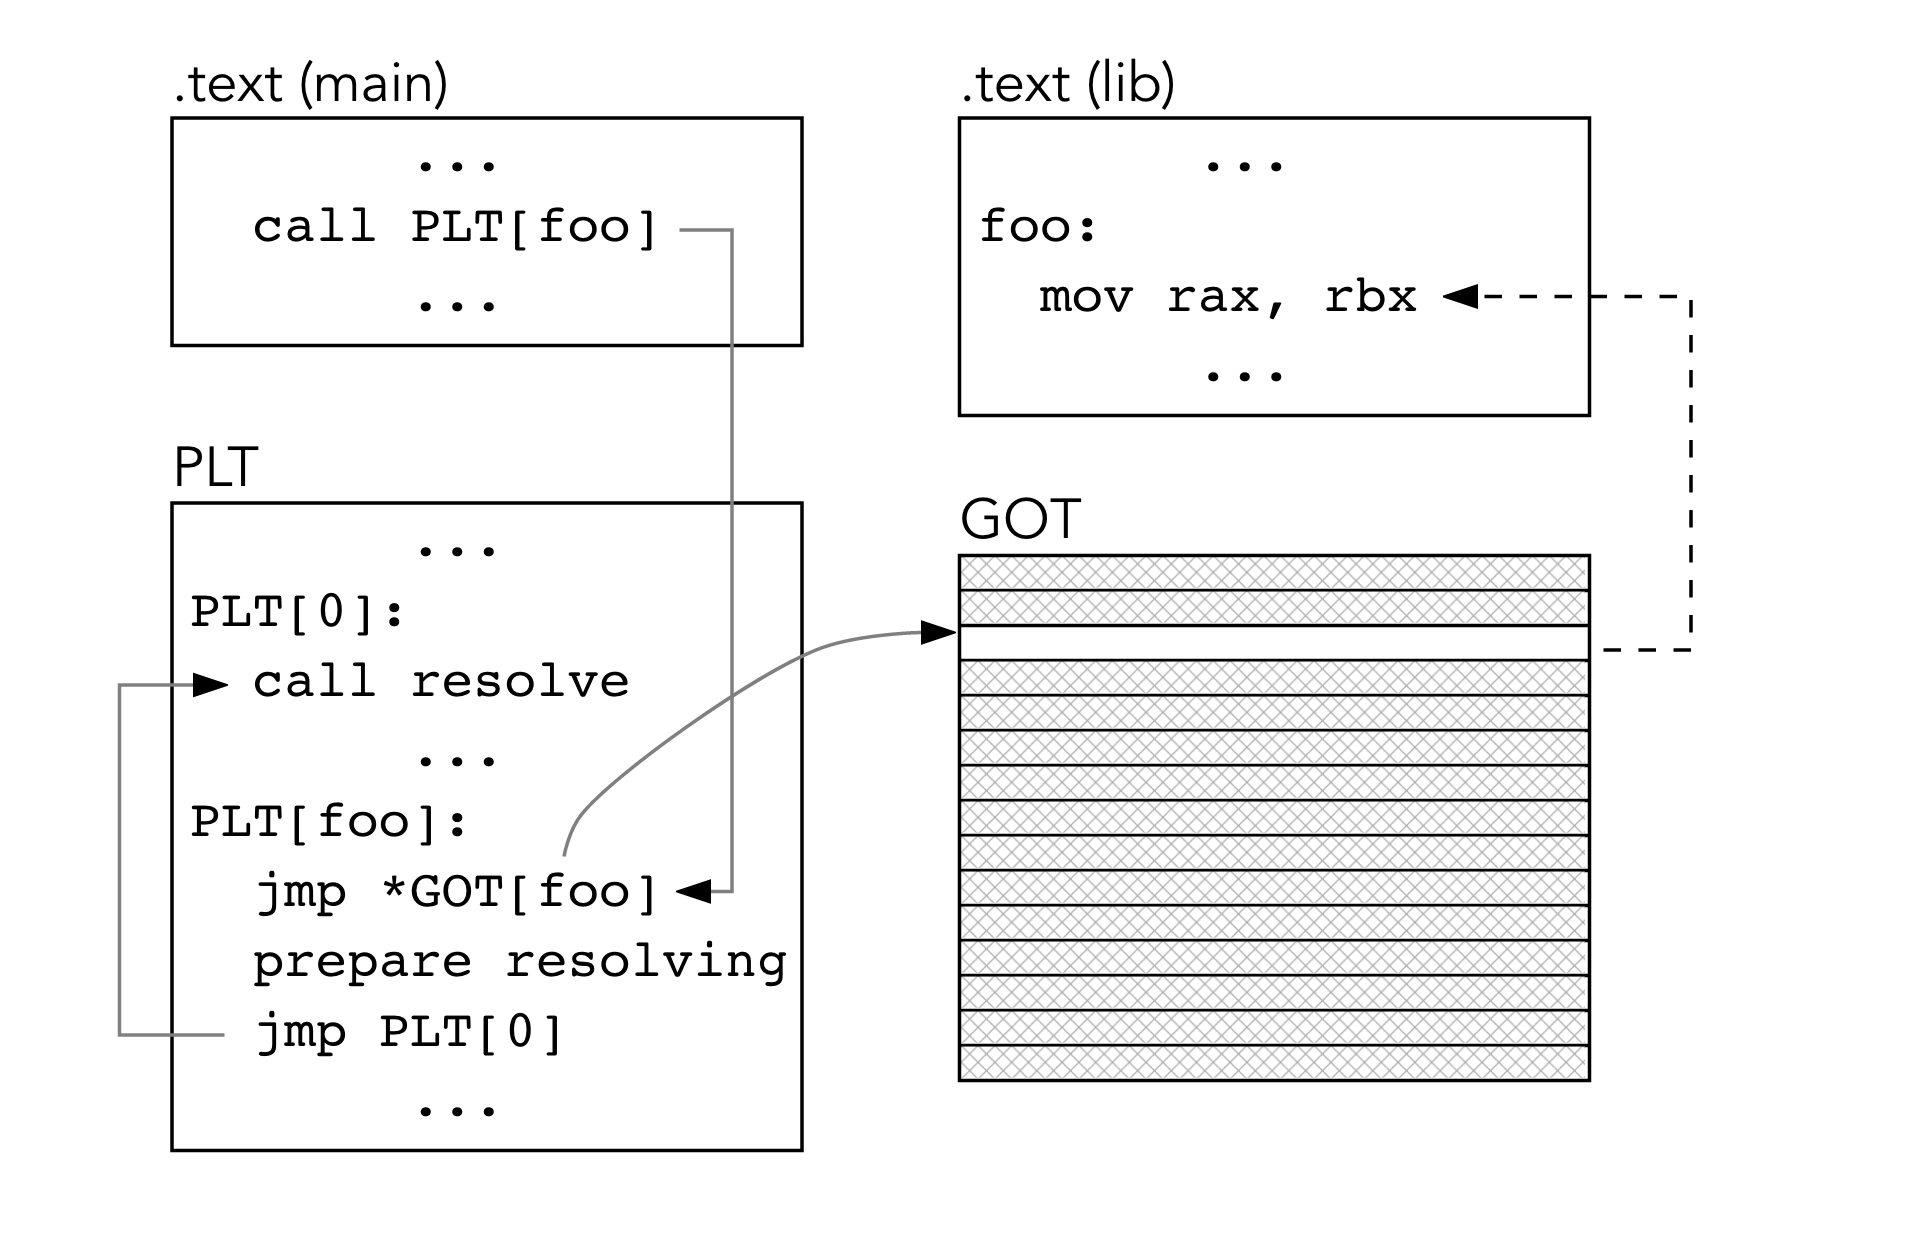 .text (main)
...
call PLT[foo]
...
.text (lib)
...
foo:
mov rax, rbx
...
PLT
...
PLT[0]:
call resolve
...
PLT[foo]:
jmp *GOT[foo]
prepare resolving
jmp PLT[0]
...
GOT